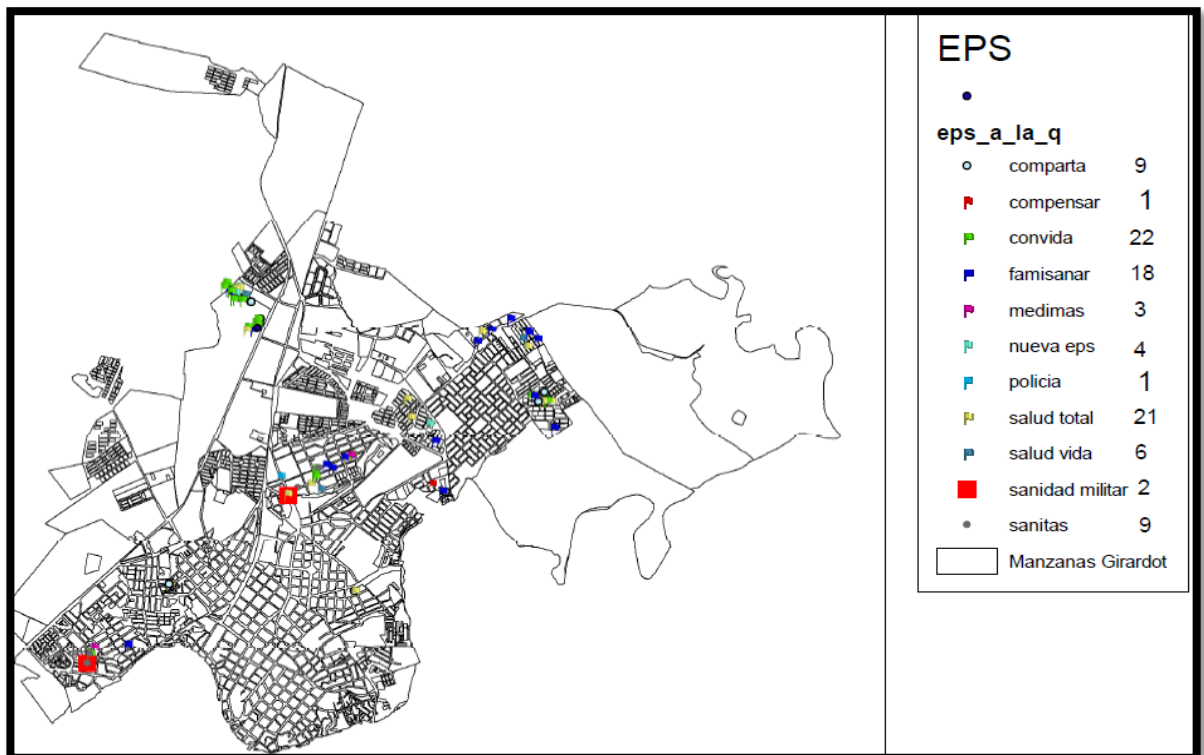 EPS
eps_a_la_q
comparta 9
compensar 1
convida 22
famisanar 18
medimas 3
nueva eps 4
policia 1
salud total 21
salud vida 6
sanidad militar 2
sanitas 9
Manzanas Girardot